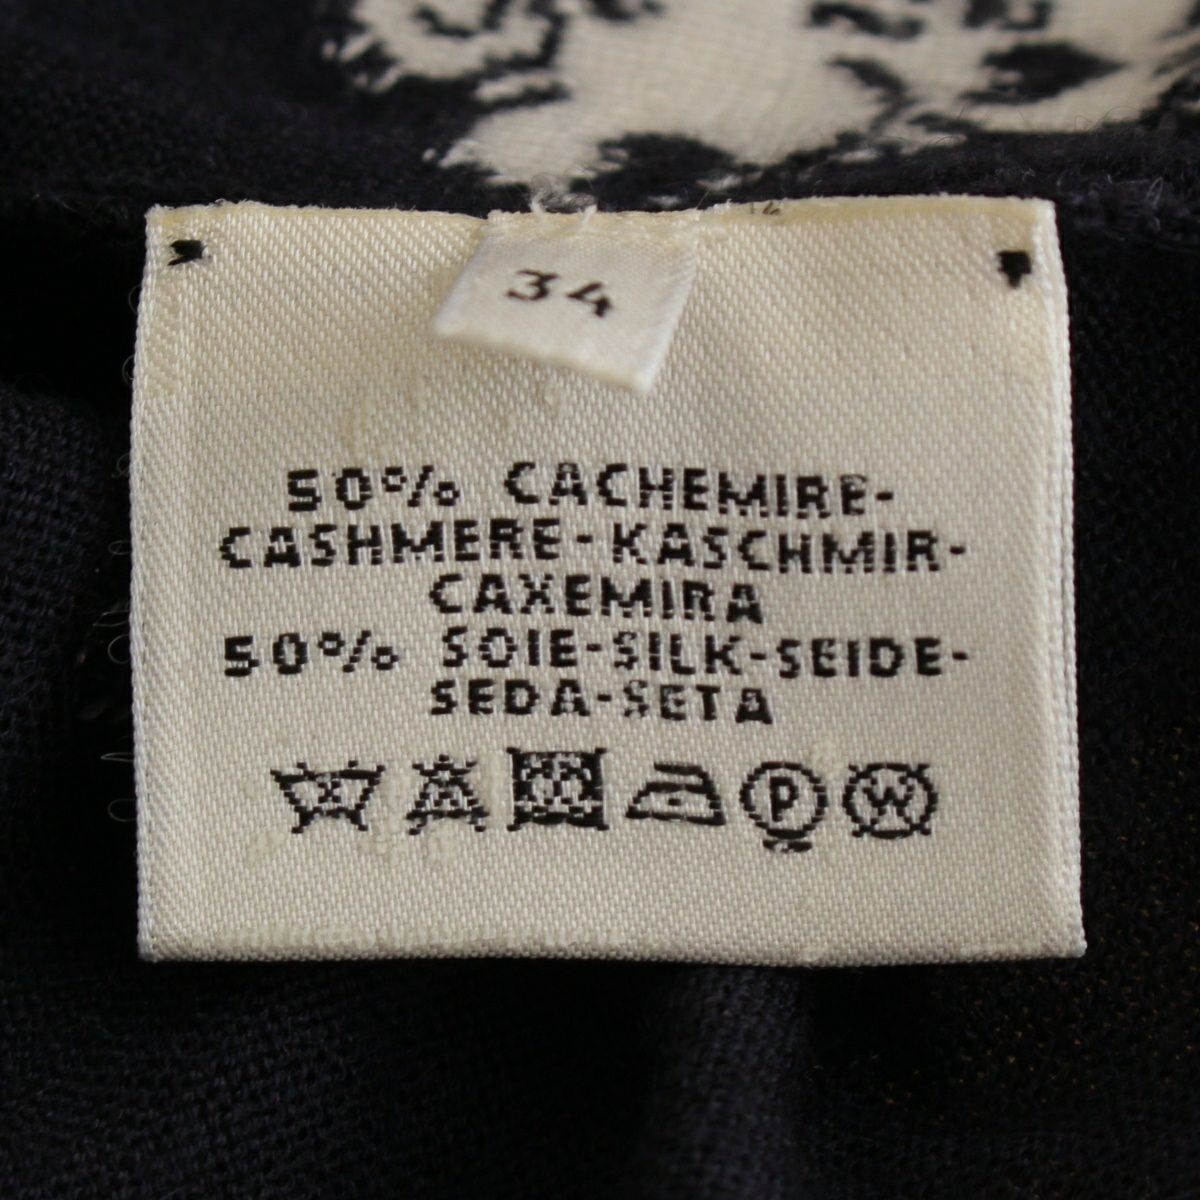 34
50% CACHEMIRE-
CASHMERE-KASCHMIR-
CAXEMIRA
50% SOIE-SILK-SEIDE-
SEDA-SETA
P W